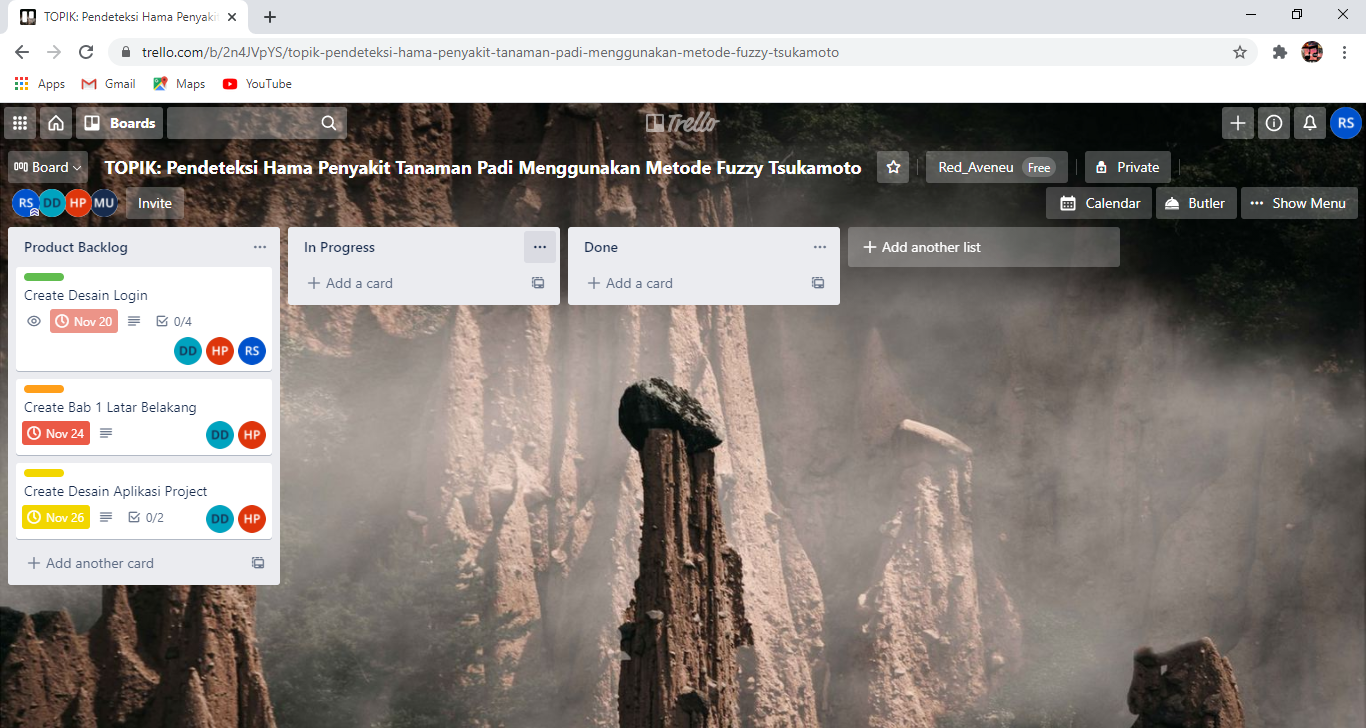 TOPIK: Pendeteksi Hama Penyaki
trello.com/b/2n4JVpYS/topik-pendeteksi-hama-penyakit-tanaman-padi-menggunakan-metode-fuzzy-tsukamoto
Apps Gmail Maps YouTube
Boards Trello RS
Board TOPIK: Pendeteksi Hama Penyakit Tanaman Padi Menggunakan Metode Fuzzy Tsukamoto Red_Aveneu Free Private
RS DD HP MU Invite Calendar Butler Show Menu
Product Backlog
Create Desain Login
Nov 20 0/4
DD HP RS
Create Bab 1 Latar Belakang
Nov 24 DD HP
Create Desain Aplikasi Project
Nov 26 0/2 DD HP
Add another card
In Progress
Add a card
Done
Add a card
Add another list